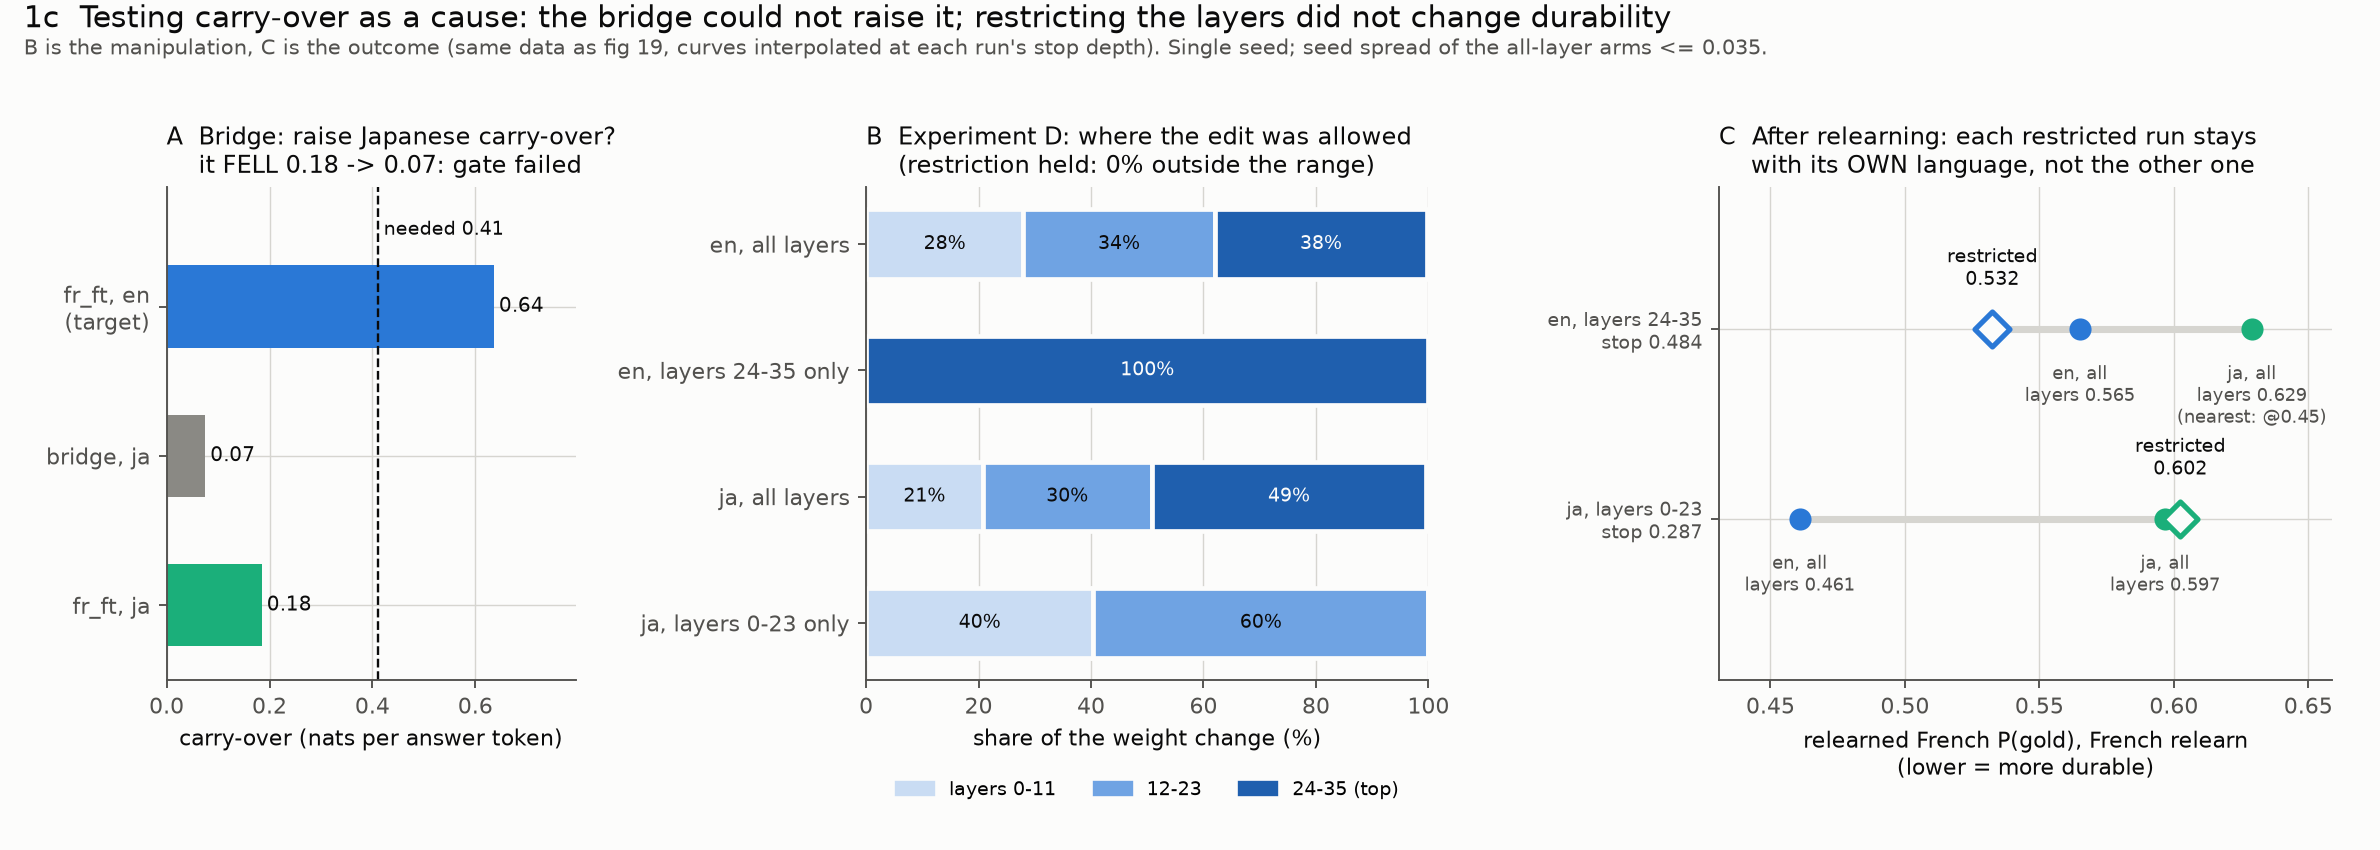 1c  Testing carry-over as a cause: the bridge could not raise it; restricting the layers did not change durability
B is the manipulation, C is the outcome (same data as fig 19, curves interpolated at each run's stop depth). Single seed; seed spread of the all-layer arms <= 0.035.
A  Bridge: raise Japanese carry-over?
it FELL 0.18 -> 0.07: gate failed
needed 0.41
fr_ft, en
(target)
0.64
bridge, ja
0.07
fr_ft, ja
0.18
0.0 0.2 0.4 0.6
carry-over (nats per answer token)
B  Experiment D: where the edit was allowed
(restriction held: 0% outside the range)
en, all layers
28% 34% 38%
en, layers 24-35 only
100%
ja, all layers
21% 30% 49%
ja, layers 0-23 only
40% 60%
0 20 40 60 80 100
share of the weight change (%)
layers 0-11
12-23
24-35 (top)
C  After relearning: each restricted run stays
with its OWN language, not the other one
restricted
0.532
en, layers 24-35
stop 0.484
en, all
layers 0.565
ja, all
layers 0.629
(nearest: @0.45)
restricted
0.602
ja, layers 0-23
stop 0.287
en, all
layers 0.461
ja, all
layers 0.597
0.45 0.50 0.55 0.60 0.65
relearned French P(gold), French relearn
(lower = more durable)